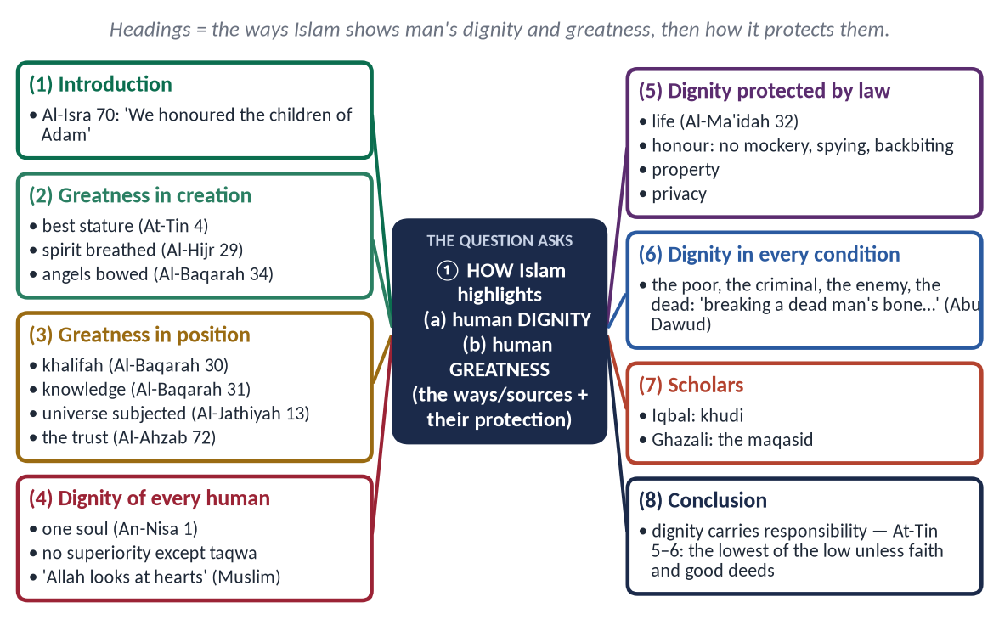 Headings = the ways Islam shows man's dignity and greatness, then how it protects them.
(1) Introduction
• Al-Isra 70: 'We honoured the children of
Adam'
(2) Greatness in creation
• best stature (At-Tin 4)
• spirit breathed (Al-Hijr 29)
• angels bowed (Al-Baqarah 34)
(3) Greatness in position
• khalifah (Al-Baqarah 30)
• knowledge (Al-Baqarah 31)
• universe subjected (Al-Jathiyah 13)
• the trust (Al-Ahzab 72)
(4) Dignity of every human
• one soul (An-Nisa 1)
• no superiority except taqwa
• 'Allah looks at hearts' (Muslim)
THE QUESTION ASKS
① HOW Islam
highlights
(a) human DIGNITY
(b) human
GREATNESS
(the ways/sources +
their protection)
(5) Dignity protected by law
• life (Al-Ma'idah 32)
• honour: no mockery, spying, backbiting
• property
• privacy
(6) Dignity in every condition
• the poor, the criminal, the enemy, the
dead: 'breaking a dead man's bone...' (Abu
Dawud)
(7) Scholars
• Iqbal: khudi
• Ghazali: the maqasid
(8) Conclusion
• dignity carries responsibility — At-Tin
5–6: the lowest of the low unless faith
and good deeds